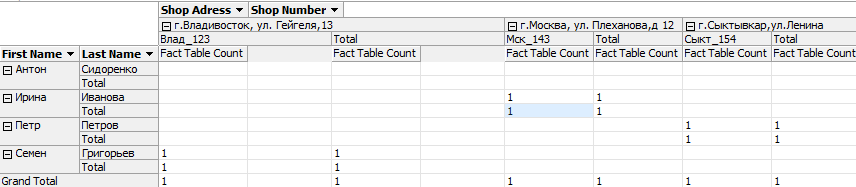 Shop Adress Shop Number
г.Владивосток, ул. Гейгеля,13 г.Москва, ул. Плеханова,д 12 г.Сыктывкар,ул.Ленина
Влад_123 Total Мск_143 Total Сыкт_154 Total
First Name Last Name Fact Table Count Fact Table Count Fact Table Count Fact Table Count Fact Table Count Fact Table Count
Антон Сидоренко
Total
Ирина Иванова 1 1
Total 1 1
Петр Петров 1 1
Total 1 1
Семен Григорьев 1 1
Total 1 1
Grand Total 1 1 1 1 1 1